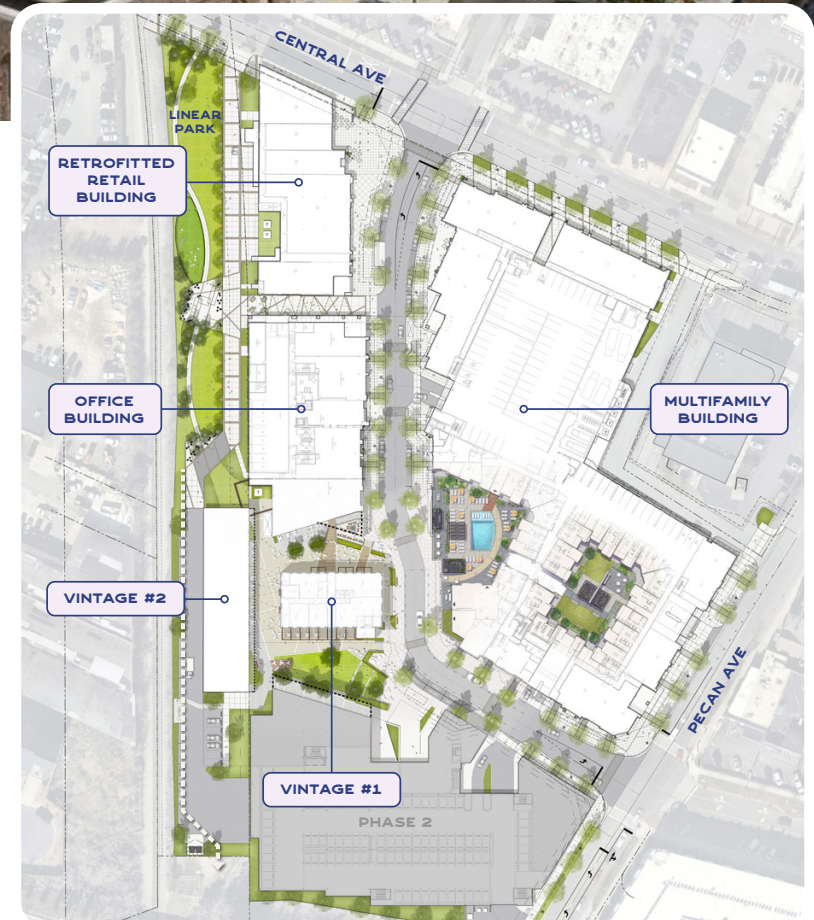 CENTRAL AVE
LINEAR
PARK
RETROFITTED
RETAIL
BUILDING
OFFICE
BUILDING
MULTIFAMILY
BUILDING
VINTAGE #2
PECAN AVE
VINTAGE #1
PHASE 2